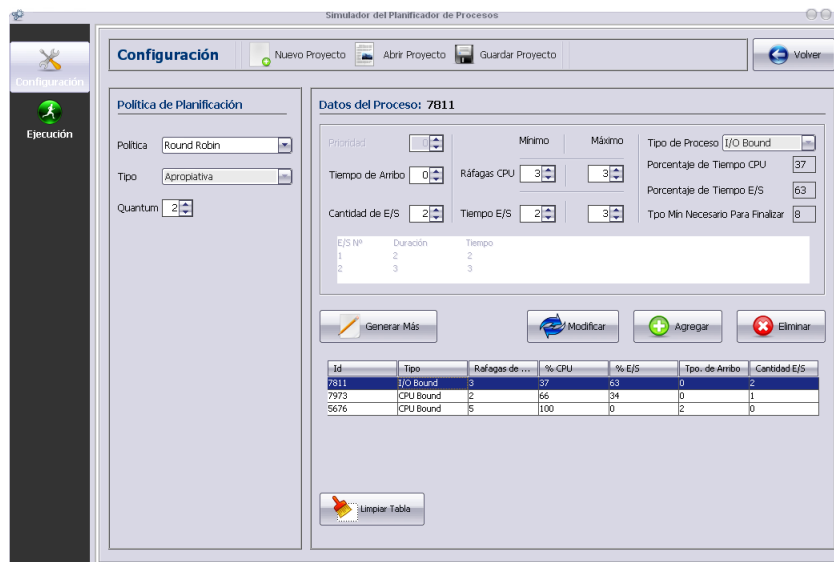 Simulador del Planificador de Procesos
Configuración
Ejecución
Configuración
Nuevo Proyecto
Abrir Proyecto
Guardar Proyecto
Volver
Política de Planificación
Política Round Robin
Tipo Apropiativa
Quantum 2
Datos del Proceso: 7811
Prioridad 0
Tiempo de Arribo 0
Cantidad de E/S 2
Mínimo Máximo
Ráfagas CPU 3 3
Tiempo E/S 2 3
Tipo de Proceso I/O Bound
Porcentaje de Tiempo CPU 37
Porcentaje de Tiempo E/S 63
Tpo Min Necesario Para Finalizar 8
E/S Nº Duración Tiempo
1 2 2
2 3 3
Generar Más
Modificar
Agregar
Eliminar
Id Tipo Rafagas de ... % CPU % E/S Tpo. de Arribo Cantidad E/S
7811 I/O Bound 3 37 63 0 2
7973 CPU Bound 2 66 34 0 1
5676 CPU Bound 5 100 0 2 0
Limpiar Tabla